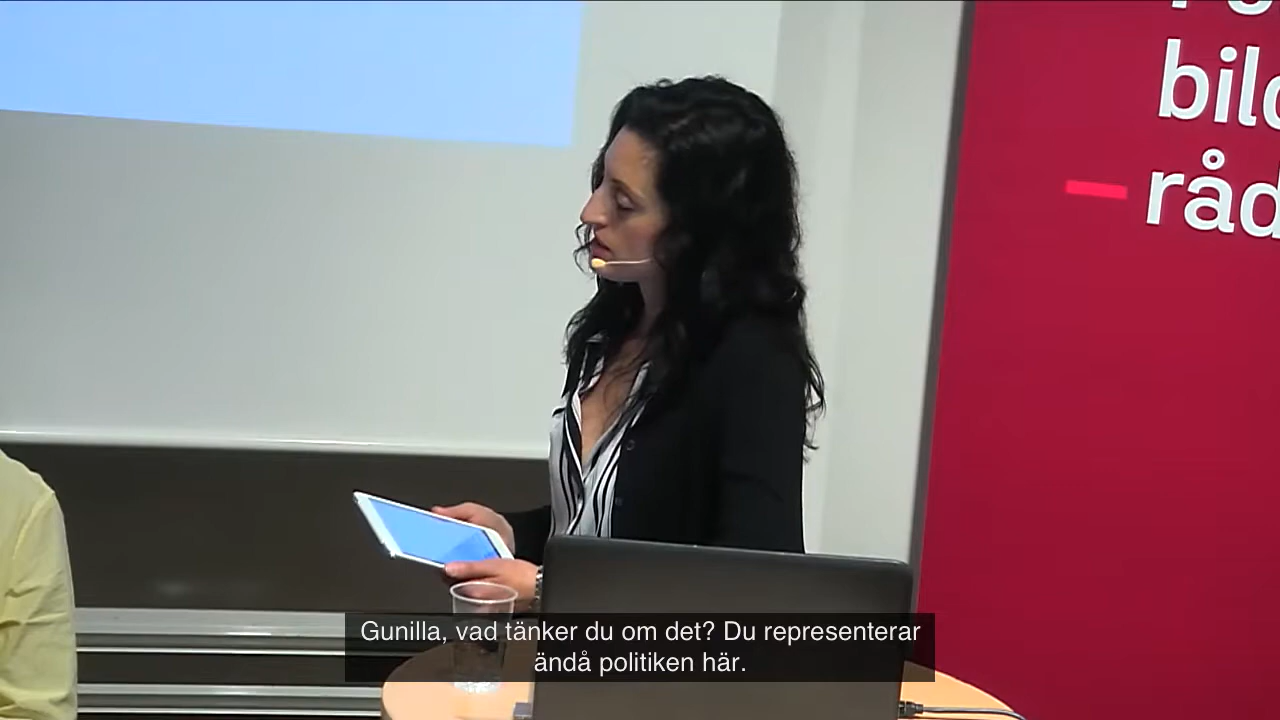 bil
råd
Gunilla, vad tänker du om det? Du representerar
ändå politiken här.